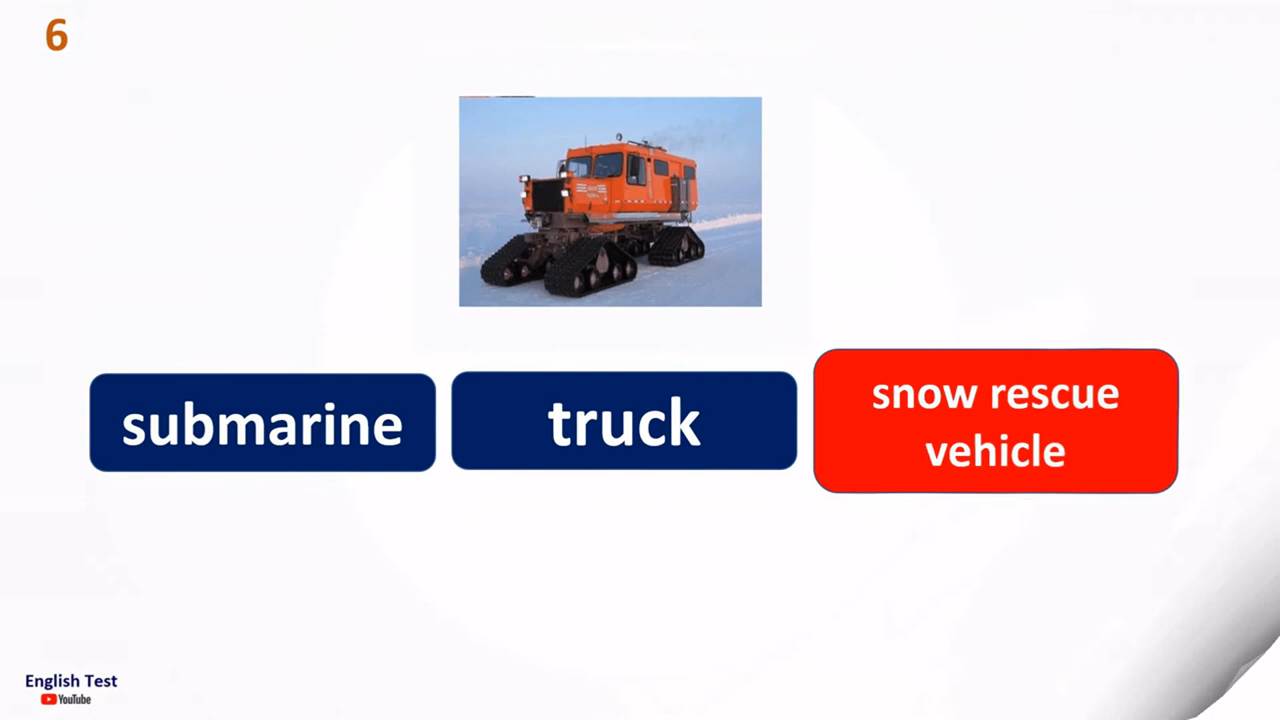 6
submarine
truck
snow rescue
vehicle
English Test
YouTube